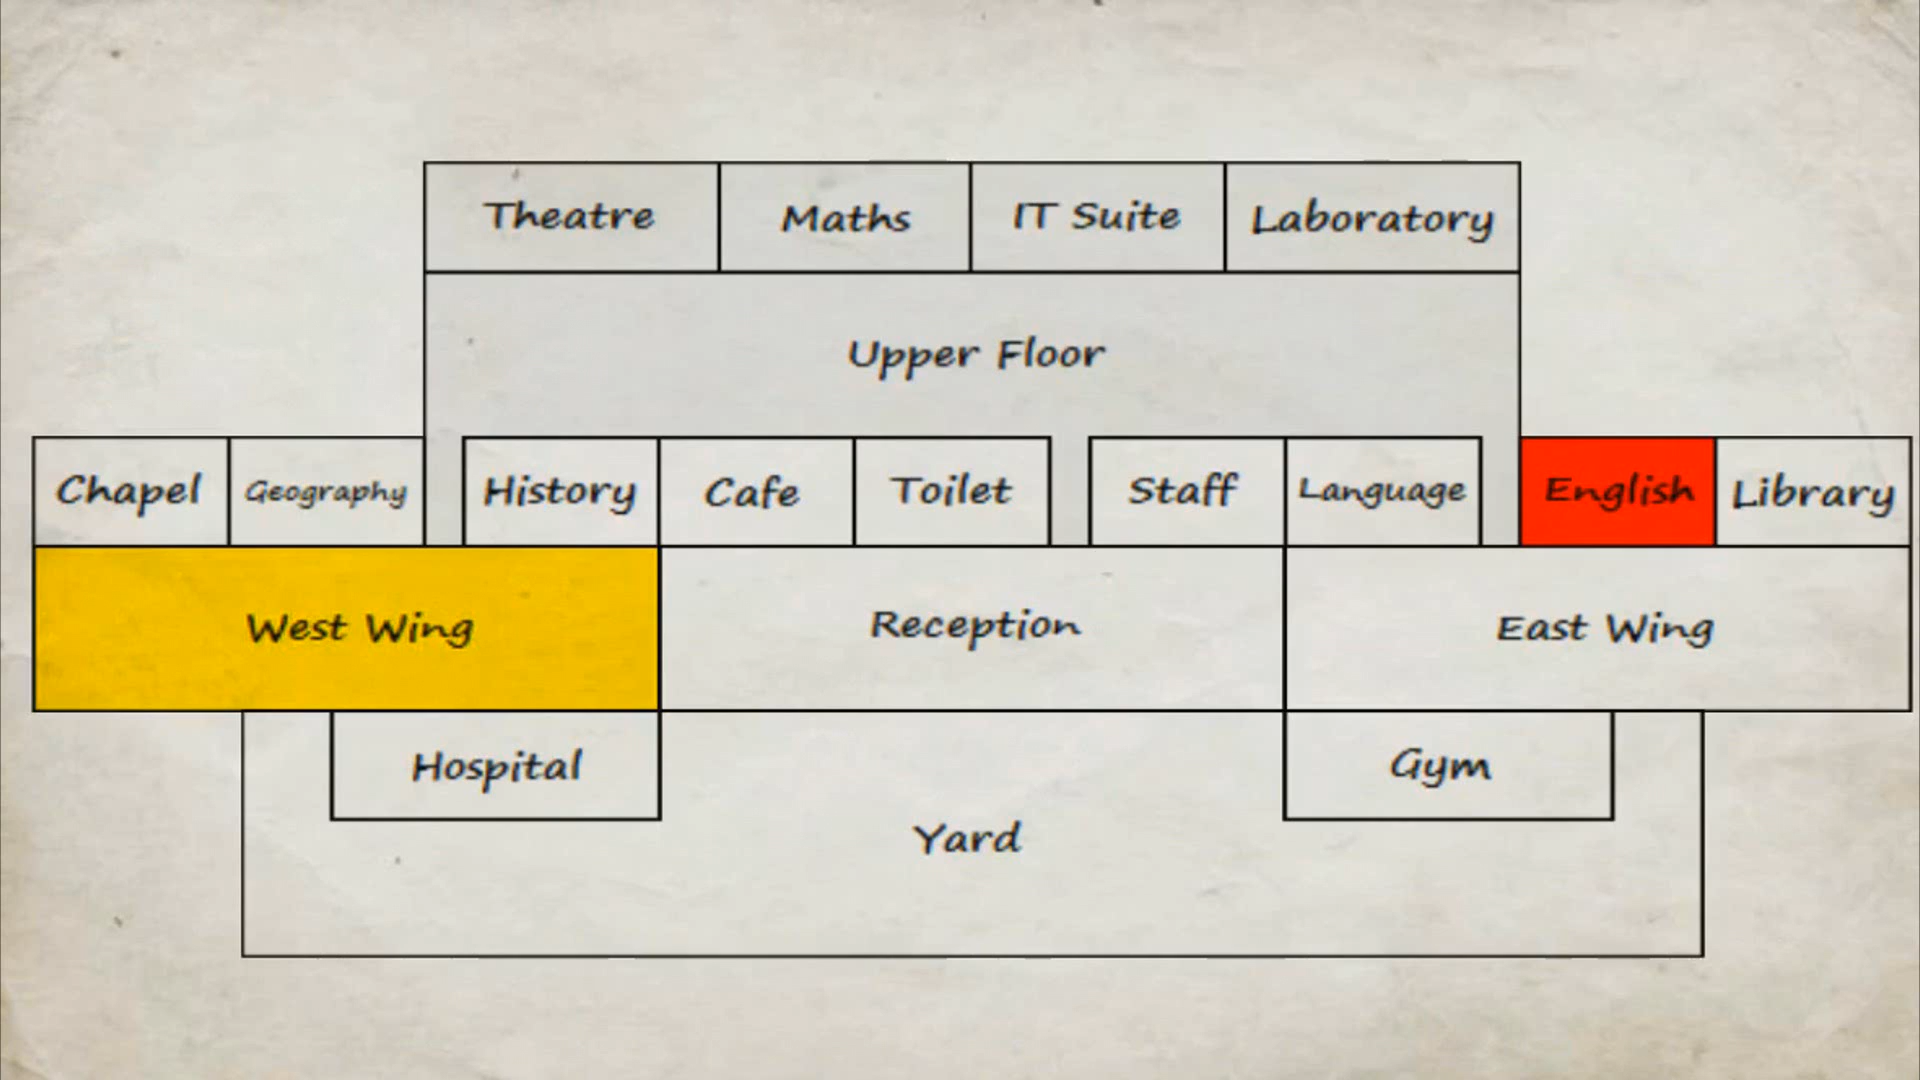 Theatre
Maths
IT Suite
Laboratory
Upper Floor
Chapel
Geography
History
Cafe
Toilet
Staff
Language
English
Library
West Wing
Reception
East Wing
Hospital
Gym
Yard